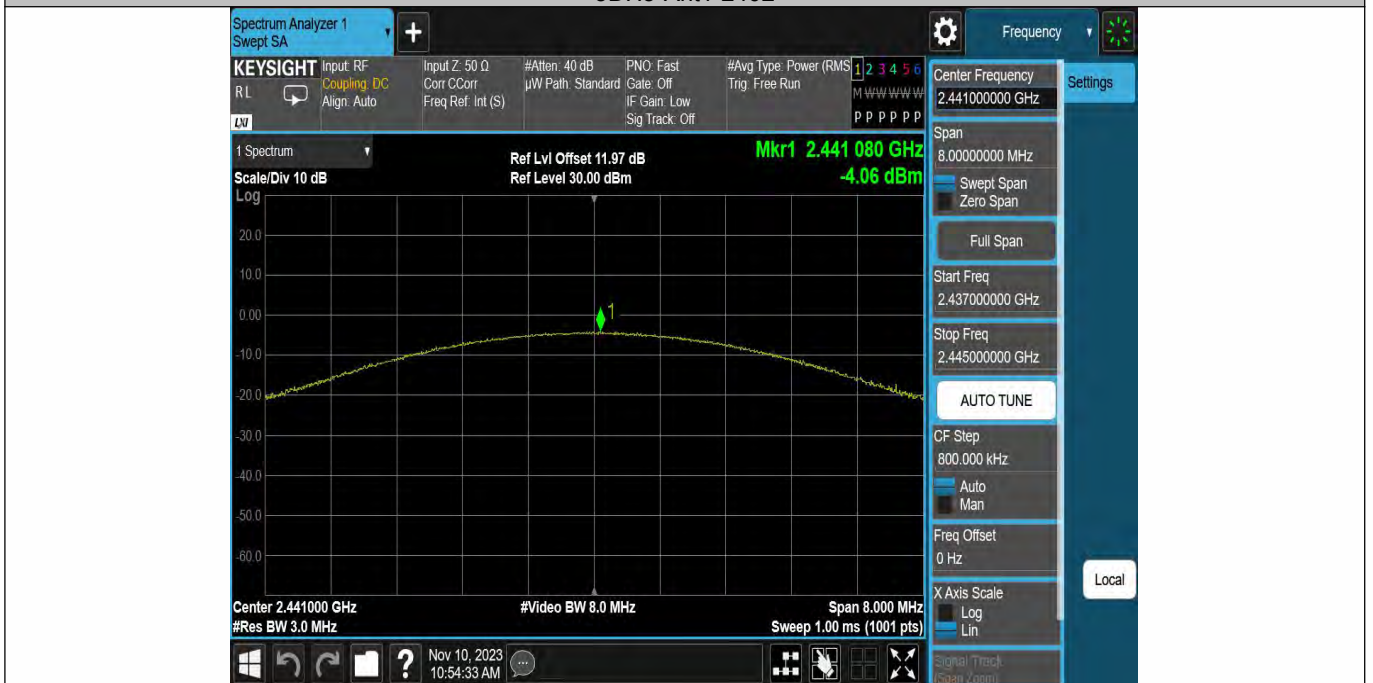 Spectrum Analyzer 1
Swept SA
Frequency
KEYSIGHT
Input: RF
Coupling: DC
Align: Auto
RL
LXI
Input Z: 50 Ω
Corr CCorr
Freq Ref: Int (S)
#Atten: 40 dB
µW Path: Standard
PNO: Fast
Gate: Off
IF Gain: Low
Sig Track: Off
#Avg Type: Power (RMS
Trig: Free Run
1 2 3 4 5 6
M W W W W W
P P P P P P
1 Spectrum
Scale/Div 10 dB
Ref Lvl Offset 11.97 dB
Ref Level 30.00 dBm
Mkr1 2.441 080 GHz
-4.06 dBm
Log
20.0
10.0
0.00
-10.0
-20.0
-30.0
-40.0
-50.0
-60.0
1
Center 2.441000 GHz
#Res BW 3.0 MHz
#Video BW 8.0 MHz
Span 8.000 MHz
Sweep 1.00 ms (1001 pts)
Center Frequency
2.441000000 GHz
Settings
Span
8.00000000 MHz
Swept Span
Zero Span
Full Span
Start Freq
2.437000000 GHz
Stop Freq
2.445000000 GHz
AUTO TUNE
CF Step
800.000 kHz
Auto
Man
Freq Offset
0 Hz
X Axis Scale
Log
Lin
Local
Signal Track
(Span Zoom)
?
Nov 10, 2023
10:54:33 AM